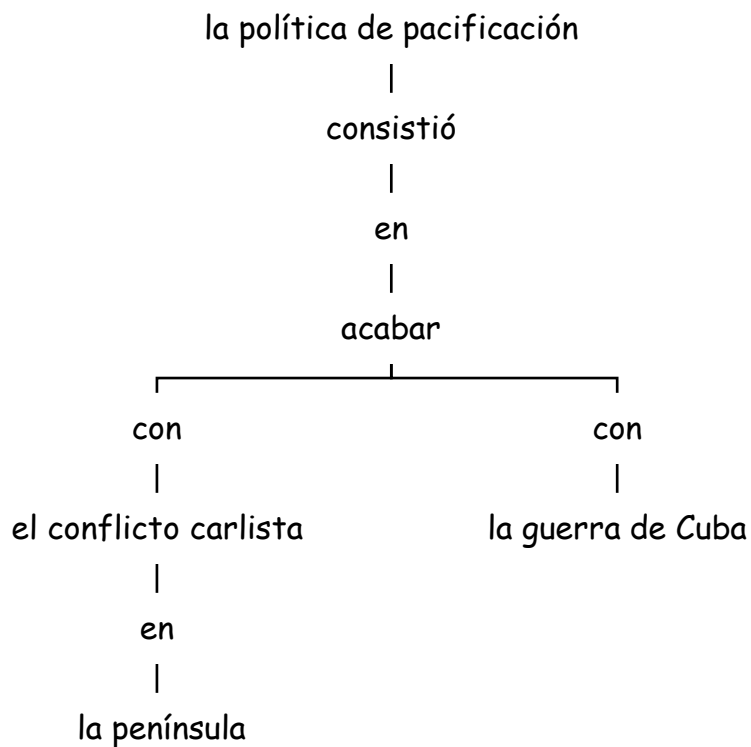 la política de pacificación
consistió
en
acabar
con con
el conflicto carlista la guerra de Cuba
en
la península